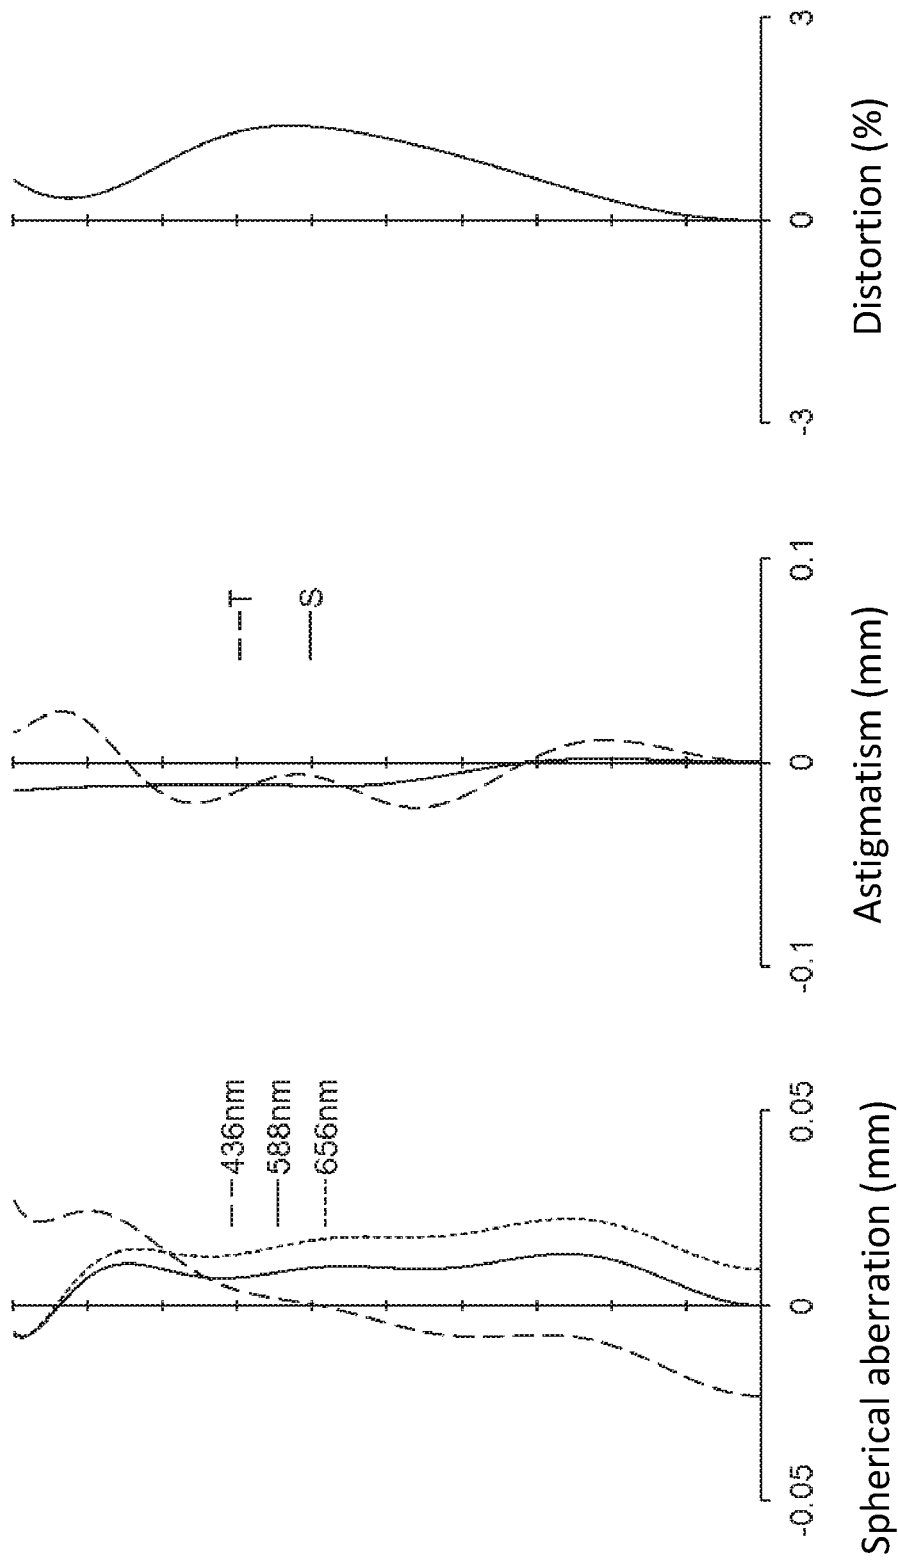 436nm
588nm
656nm
-0.05
0
0.05
Spherical aberration (mm)
T
S
-0.1
0
0.1
Astigmatism (mm)
-3
0
3
Distortion (%)